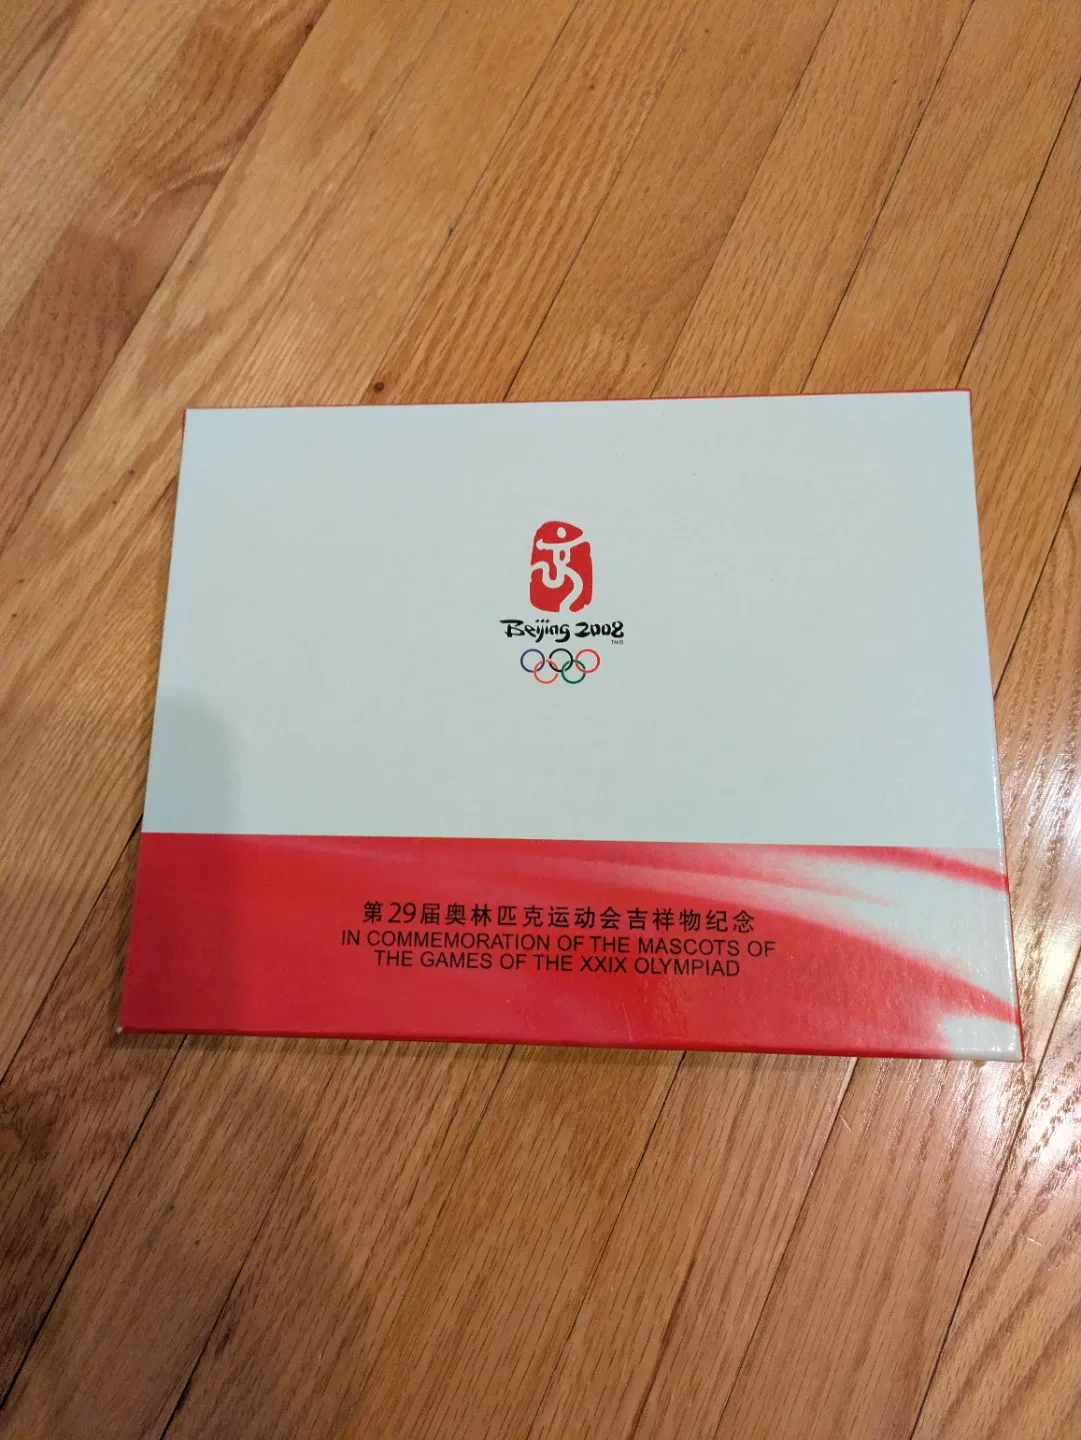 Beijing 2008
第29届奥林匹克运动会吉祥物纪念
IN COMMEMORATION OF THE MASCOTS OF
THE GAMES OF THE XXIX OLYMPIAD